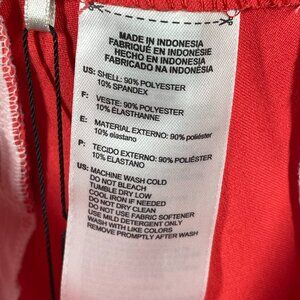 MADE IN INDONESIA
FABRIQUÉ EN INDONÉSIE
HECHO EN INDONESIA
FABRICADO NA INDONÉSIA
US: SHELL: 90% POLYESTER
10% SPANDEX
F: VESTE: 90% POLYESTER
10% ÉLASTHANNE
E: MATERIAL EXTERNO: 90% poliéster
10% elastano
P: TECIDO EXTERNO: 90% POLIÉSTER
10% ELASTANO
US: MACHINE WASH COLD
DO NOT BLEACH
TUMBLE DRY LOW
COOL IRON IF NEEDED
DO NOT DRY CLEAN
DO NOT USE FABRIC SOFTENER
USE MILD DETERGENT ONLY
WASH WITH LIKE COLORS
REMOVE PROMPTLY AFTER WASH